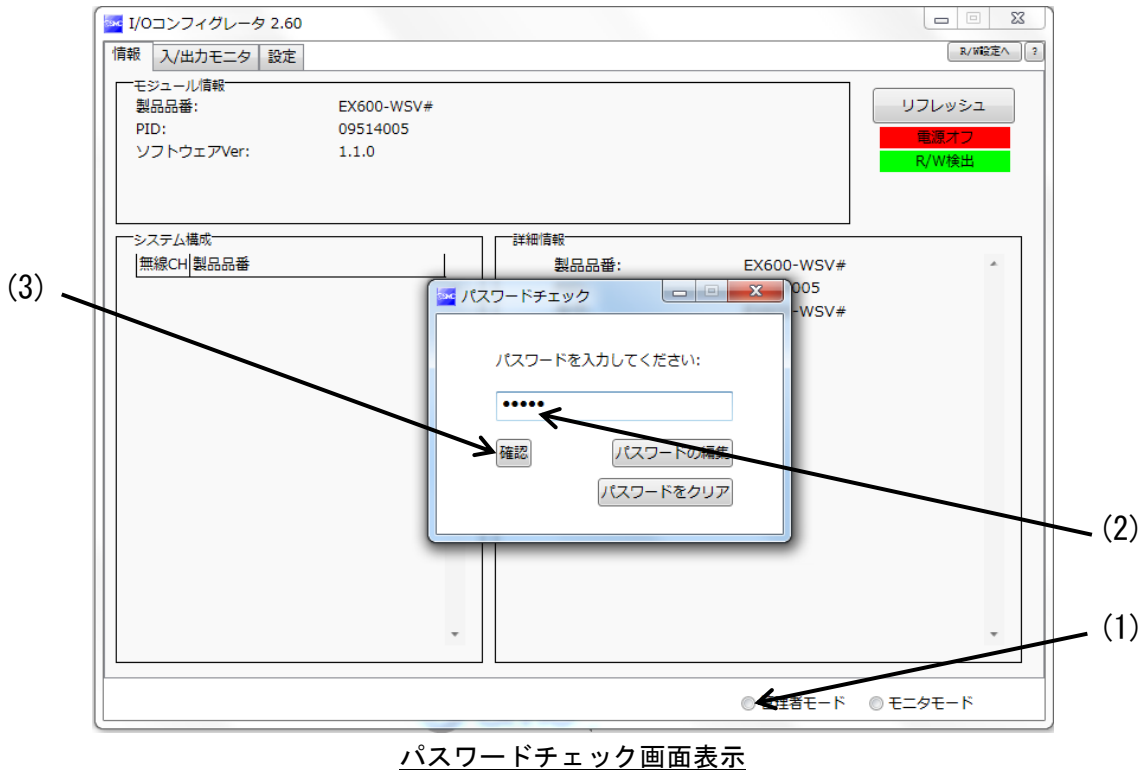 I/Oコンフィグレータ 2.60
情報 入/出力モニタ 設定
R/W設定へ ?
モジュール情報
製品品番: EX600-WSV#
PID: 09514005
ソフトウェアVer: 1.1.0
リフレッシュ
電源オフ
R/W検出
システム構成
無線CH 製品品番
詳細情報
製品品番: EX600-WSV#
005
-WSV#
パスワードチェック
パスワードを入力してください:
•••••
確認
パスワードの編集
パスワードをクリア
(3)
(2)
(1)
管理者モード モニタモード
パスワードチェック画面表示